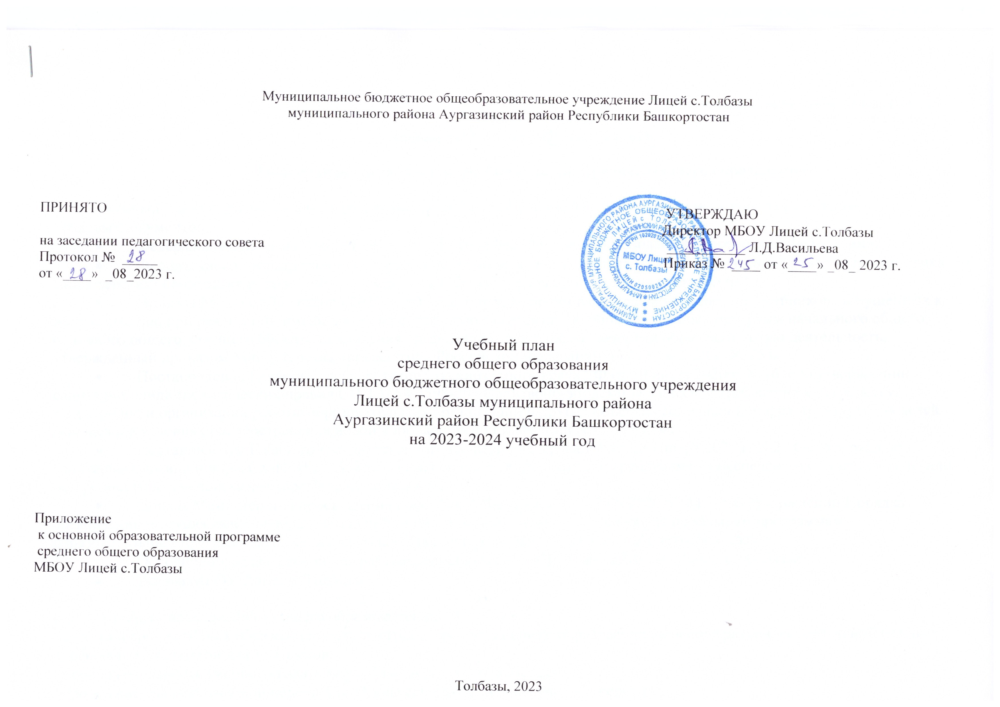 Муниципальное бюджетное общеобразовательное учреждение Лицей с.Толбазы
муниципального района Аургазинский район Республики Башкортостан
ПРИНЯТО
на заседании педагогического совета
Протокол № 28
от «28» _08_2023 г.
УТВЕРЖДАЮ
Директор МБОУ Лицей с.Толбазы
Л.Д.Васильева
Приказ № 245 от «25» _08_ 2023 г.
АДМИНИСТРАЦИЯ МУНИЦИПАЛЬНОГО РАЙОНА АУРГАЗИНСКИЙ РАЙОН РЕСПУБЛИКИ БАШКОРТОСТАН
МУНИЦИПАЛЬНОЕ БЮДЖЕТНОЕ ОБЩЕОБРАЗОВАТЕЛЬНОЕ УЧРЕЖДЕНИЕ
ЛИЦЕЙ с ТОЛБАЗЫ
МУНИЦИПАЛЬНОГО РАЙОНА АУРГАЗИНСКИЙ РАЙОН РЕСПУБЛИКИ БАШКОРТОСТАН
ОГРН 1020201255656
МБОУ Лицей
с. Толбазы
ИНН 0205002873
Учебный план
среднего общего образования
муниципального бюджетного общеобразовательного учреждения
Лицей с.Толбазы муниципального района
Аургазинский район Республики Башкортостан
на 2023-2024 учебный год
Приложение
к основной образовательной программе
среднего общего образования
МБОУ Лицей с.Толбазы
Толбазы, 2023